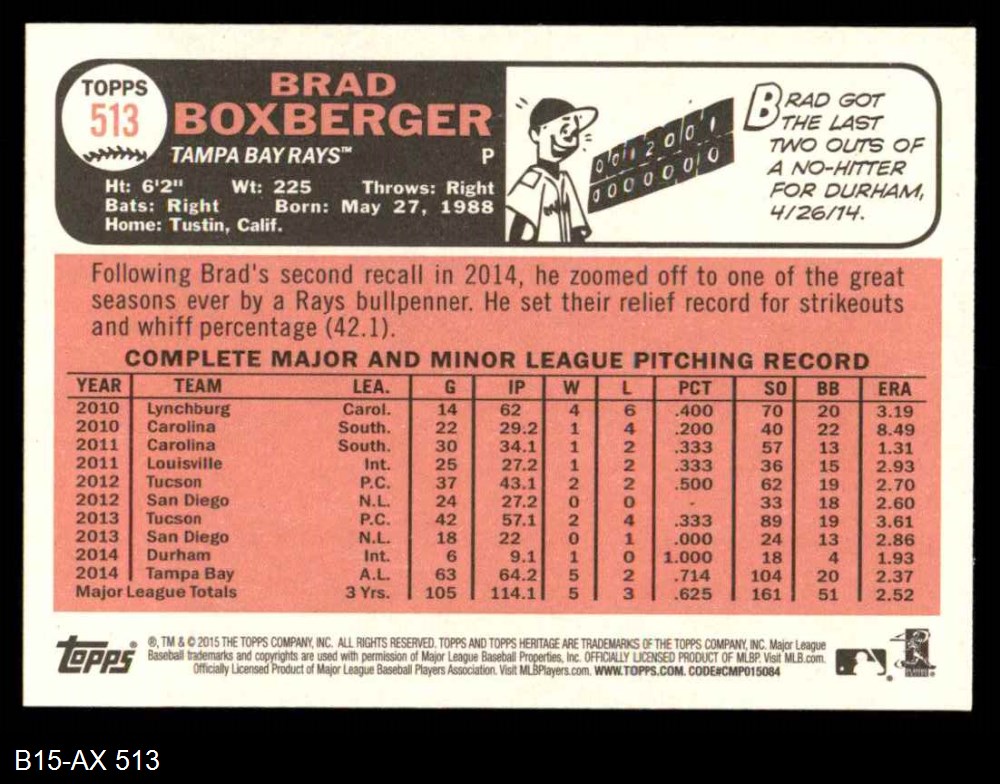 TOPPS
513
BRAD
BOXBERGER
TAMPA BAY RAYS™ P
Ht: 6'2" Wt: 225 Throws: Right
Bats: Right Born: May 27, 1988
Home: Tustin, Calif.
0012001
0000000
BRAD GOT
THE LAST
TWO OUTS OF
A NO-HITTER
FOR DURHAM,
4/26/14.
Following Brad's second recall in 2014, he zoomed off to one of the great
seasons ever by a Rays bullpenner. He set their relief record for strikeouts
and whiff percentage (42.1).
COMPLETE MAJOR AND MINOR LEAGUE PITCHING RECORD
YEAR TEAM LEA. G IP W L PCT SO BB ERA
2010 Lynchburg Carol. 14 62 4 6 .400 70 20 3.19
2010 Carolina South. 22 29.2 1 4 .200 40 22 8.49
2011 Carolina South. 30 34.1 1 2 .333 57 13 1.31
2011 Louisville Int. 25 27.2 1 2 .333 36 15 2.93
2012 Tucson P.C. 37 43.1 2 2 .500 62 19 2.70
2012 San Diego N.L. 24 27.2 0 0 - 33 18 2.60
2013 Tucson P.C. 42 57.1 2 4 .333 89 19 3.61
2013 San Diego N.L. 18 22 0 1 .000 24 13 2.86
2014 Durham Int. 6 9.1 1 0 1.000 18 4 1.93
2014 Tampa Bay A.L. 63 64.2 5 2 .714 104 20 2.37
Major League Totals 3 Yrs. 105 114.1 5 3 .625 161 51 2.52
topps
®, TM & © 2015 THE TOPPS COMPANY, INC. ALL RIGHTS RESERVED. TOPPS AND TOPPS HERITAGE ARE TRADEMARKS OF THE TOPPS COMPANY, INC. Major League
Baseball trademarks and copyrights are used with permission of Major League Baseball Properties, Inc. OFFICIALLY LICENSED PRODUCT OF MLBP. Visit MLB.com.
Officially Licensed Product of Major League Baseball Players Association. Visit MLBPlayers.com. WWW.TOPPS.COM. CODE#CMP015084
B15-AX 513